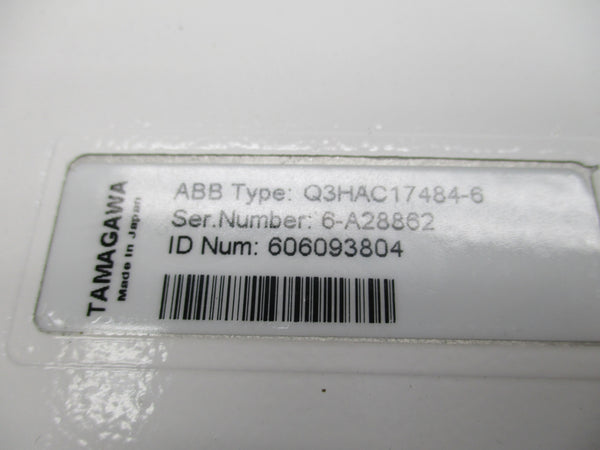 TAMAGAWA
Made in Japan
ABB Type: Q3HAC17484-6
Ser.Number: 6-A28862
ID Num: 606093804